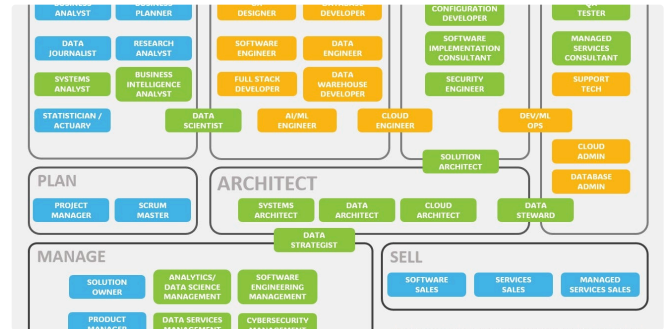 ANALYST
PLANNER
DESIGNER
DEVELOPER
CONFIGURATION
DEVELOPER
TESTER
DATA
JOURNALIST
RESEARCH
ANALYST
SOFTWARE
ENGINEER
DATA
ENGINEER
SOFTWARE
IMPLEMENTATION
CONSULTANT
MANAGED
SERVICES
CONSULTANT
SYSTEMS
ANALYST
BUSINESS
INTELLIGENCE
ANALYST
FULL STACK
DEVELOPER
DATA
WAREHOUSE
DEVELOPER
SECURITY
ENGINEER
SUPPORT
TECH
STATISTICIAN /
ACTUARY
DATA
SCIENTIST
AI/ML
ENGINEER
CLOUD
ENGINEER
DEV/ML
OPS
CLOUD
ADMIN
SOLUTION
ARCHITECT
DATABASE
ADMIN
PLAN
PROJECT
MANAGER
SCRUM
MASTER
ARCHITECT
SYSTEMS
ARCHITECT
DATA
ARCHITECT
CLOUD
ARCHITECT
DATA
STEWARD
DATA
STRATEGIST
MANAGE
SOLUTION
OWNER
ANALYTICS/
DATA SCIENCE
MANAGEMENT
SOFTWARE
ENGINEERING
MANAGEMENT
PRODUCT
MANAGER
DATA SERVICES
MANAGEMENT
CYBERSECURITY
MANAGEMENT
SELL
SOFTWARE
SALES
SERVICES
SALES
MANAGED
SERVICES SALES